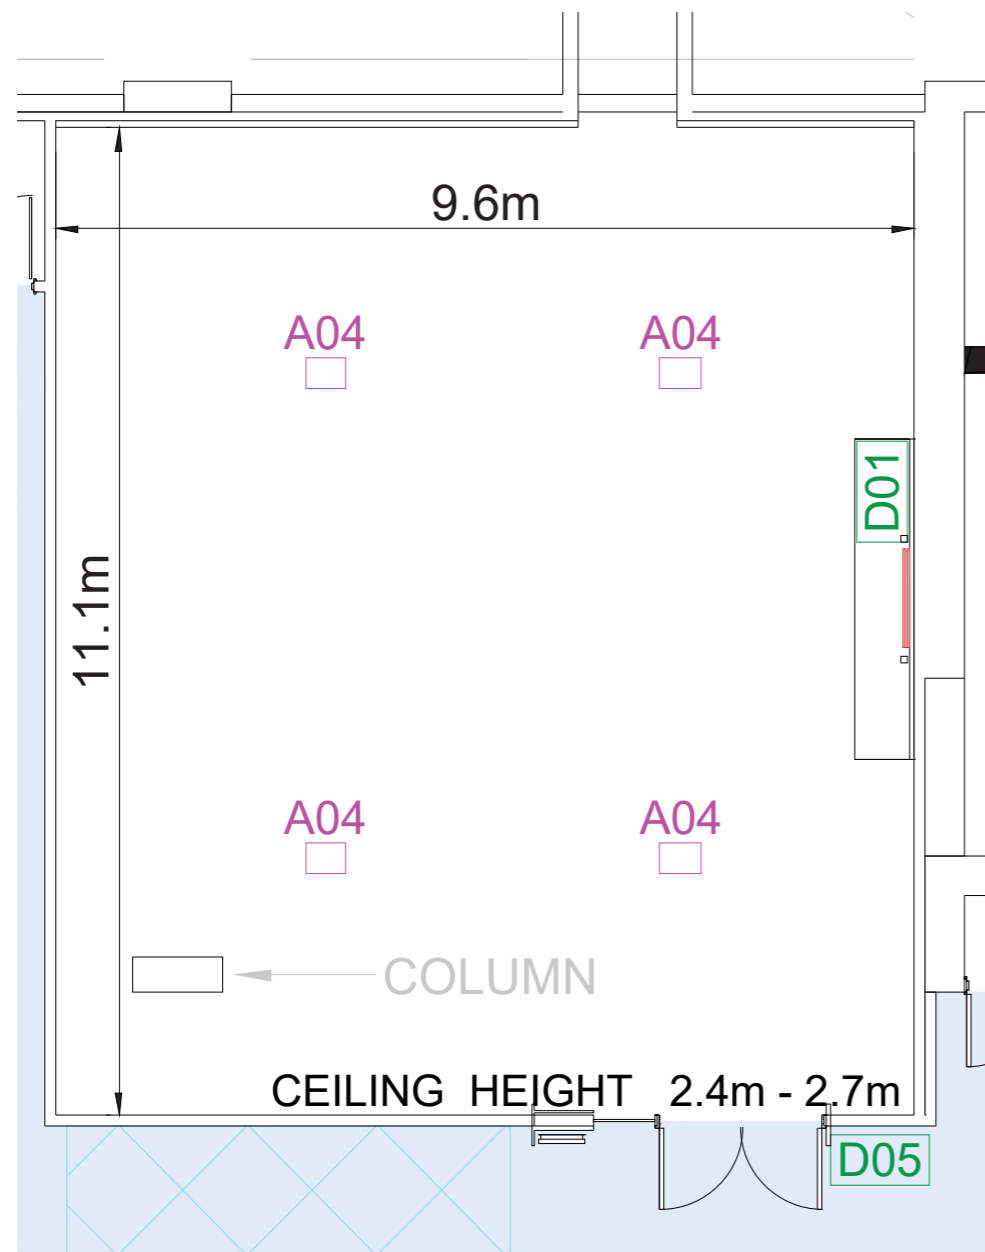 9.6m
A04 A04
D01
11.1m
A04 A04
COLUMN
CEILING HEIGHT 2.4m - 2.7m
D05